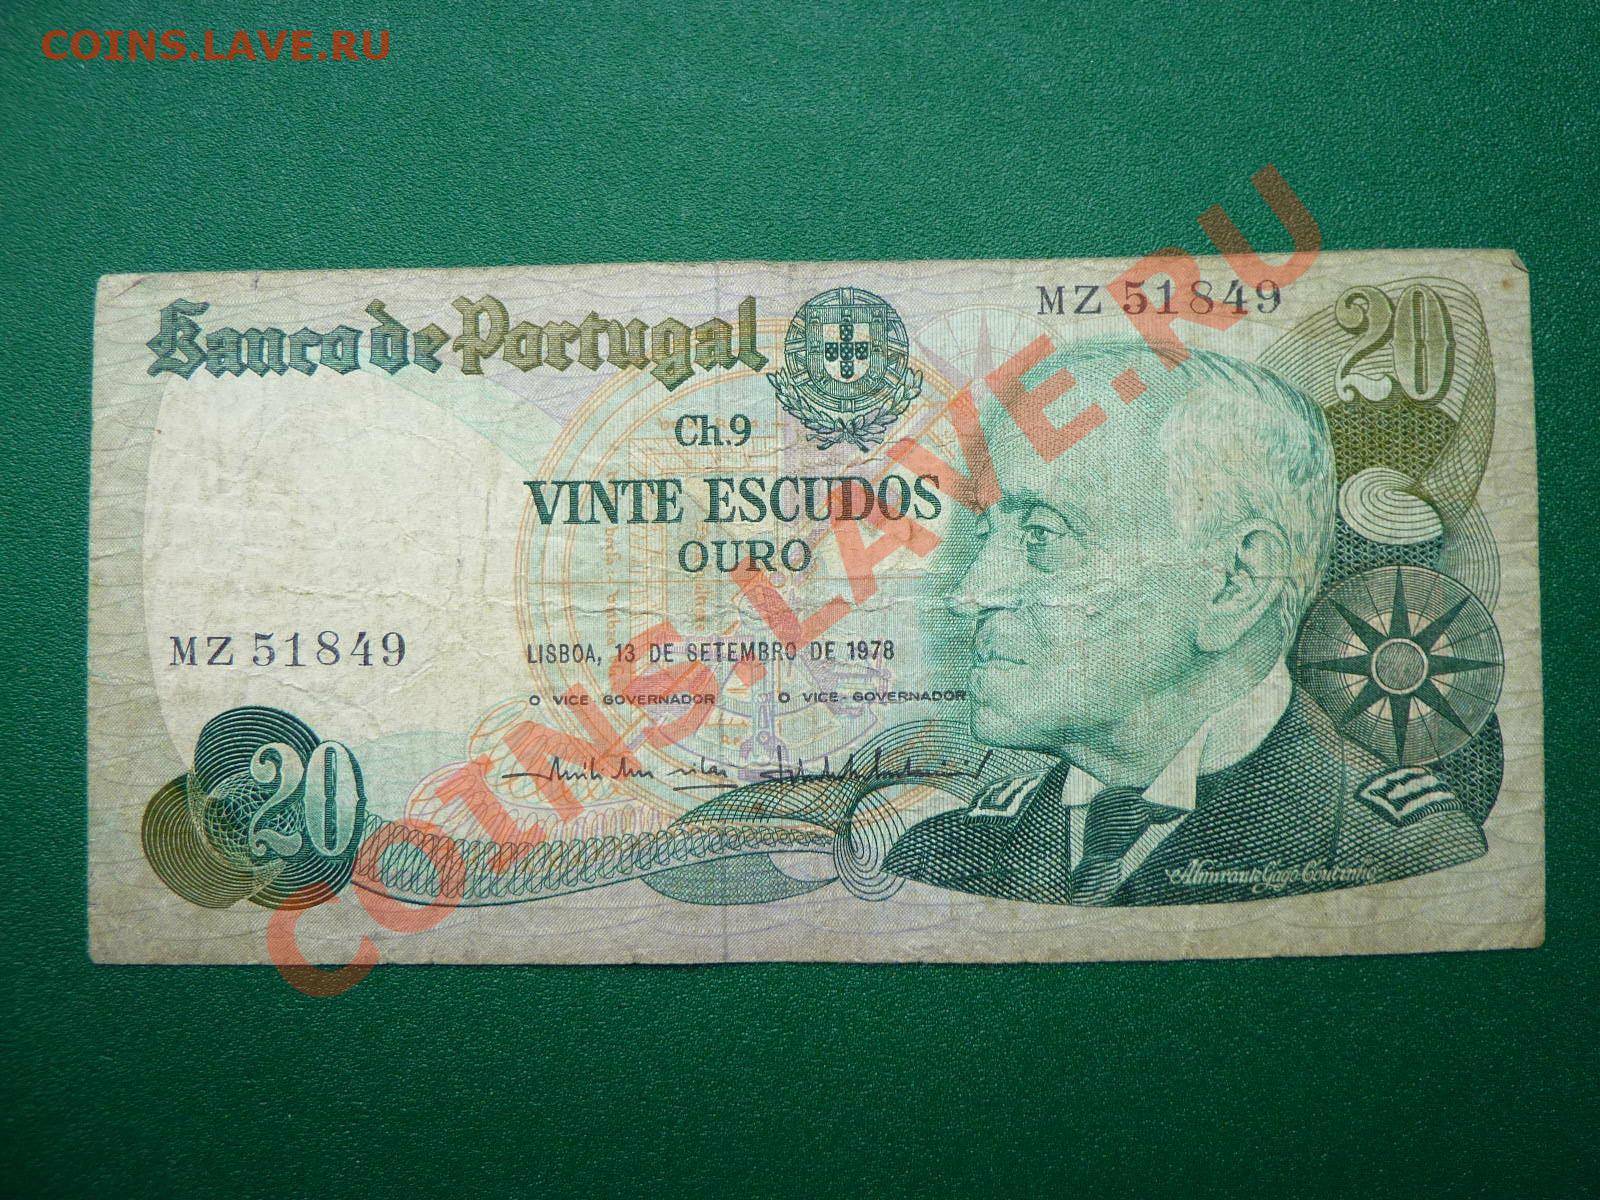 COINS.LAVE.RU
Banco de Portugal
MZ 51849
20
Ch.9
VINTE ESCUDOS
OURO
MZ 51849
LISBOA, 13 DE SETEMBRO DE 1978
O VICE-GOVERNADOR
O VICE-GOVERNADOR
20
Almirante Gago Coutinho
COINS.LAVE.RU